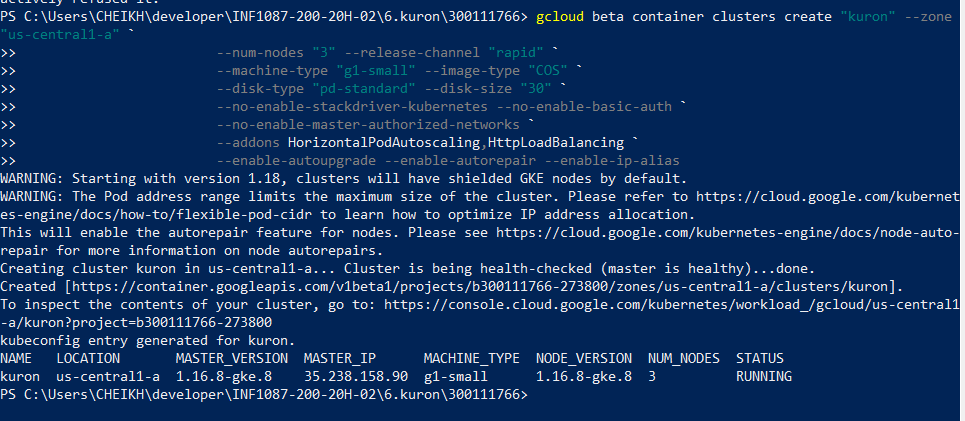 actively refused it.
PS C:\Users\CHEIKH\developer\INF1087-200-20H-02\6.kuron\300111766> gcloud beta container clusters create "kuron" --zone
"us-central1-a" `
>>                         --num-nodes "3" --release-channel "rapid" `
>>                         --machine-type "g1-small" --image-type "COS" `
>>                         --disk-type "pd-standard" --disk-size "30" `
>>                         --no-enable-stackdriver-kubernetes --no-enable-basic-auth `
>>                         --no-enable-master-authorized-networks `
>>                         --addons HorizontalPodAutoscaling,HttpLoadBalancing `
>>                         --enable-autoupgrade --enable-autorepair --enable-ip-alias
WARNING: Starting with version 1.18, clusters will have shielded GKE nodes by default.
WARNING: The Pod address range limits the maximum size of the cluster. Please refer to https://cloud.google.com/kubernet
es-engine/docs/how-to/flexible-pod-cidr to learn how to optimize IP address allocation.
This will enable the autorepair feature for nodes. Please see https://cloud.google.com/kubernetes-engine/docs/node-auto-
repair for more information on node autorepairs.
Creating cluster kuron in us-central1-a... Cluster is being health-checked (master is healthy)...done.
Created [https://container.googleapis.com/v1beta1/projects/b300111766-273800/zones/us-central1-a/clusters/kuron].
To inspect the contents of your cluster, go to: https://console.cloud.google.com/kubernetes/workload_/gcloud/us-central1
-a/kuron?project=b300111766-273800
kubeconfig entry generated for kuron.
NAME   LOCATION       MASTER_VERSION  MASTER_IP      MACHINE_TYPE  NODE_VERSION  NUM_NODES  STATUS
kuron  us-central1-a  1.16.8-gke.8    35.238.158.90  g1-small      1.16.8-gke.8  3          RUNNING
PS C:\Users\CHEIKH\developer\INF1087-200-20H-02\6.kuron\300111766>